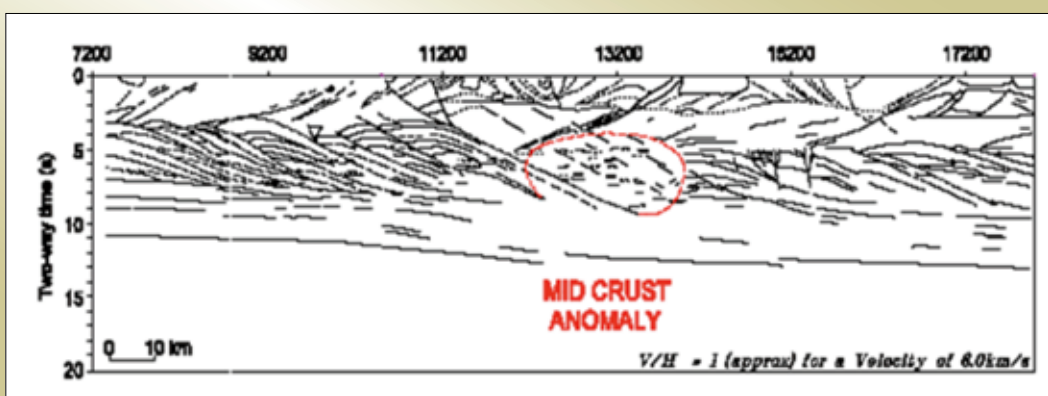 7200 9200 11200 13200 15200 17200
0
5
10
15
20
Two-way time (s)
MID CRUST
ANOMALY
0 10 km
V/H = 1 (approx) for a Velocity of 6.0km/s